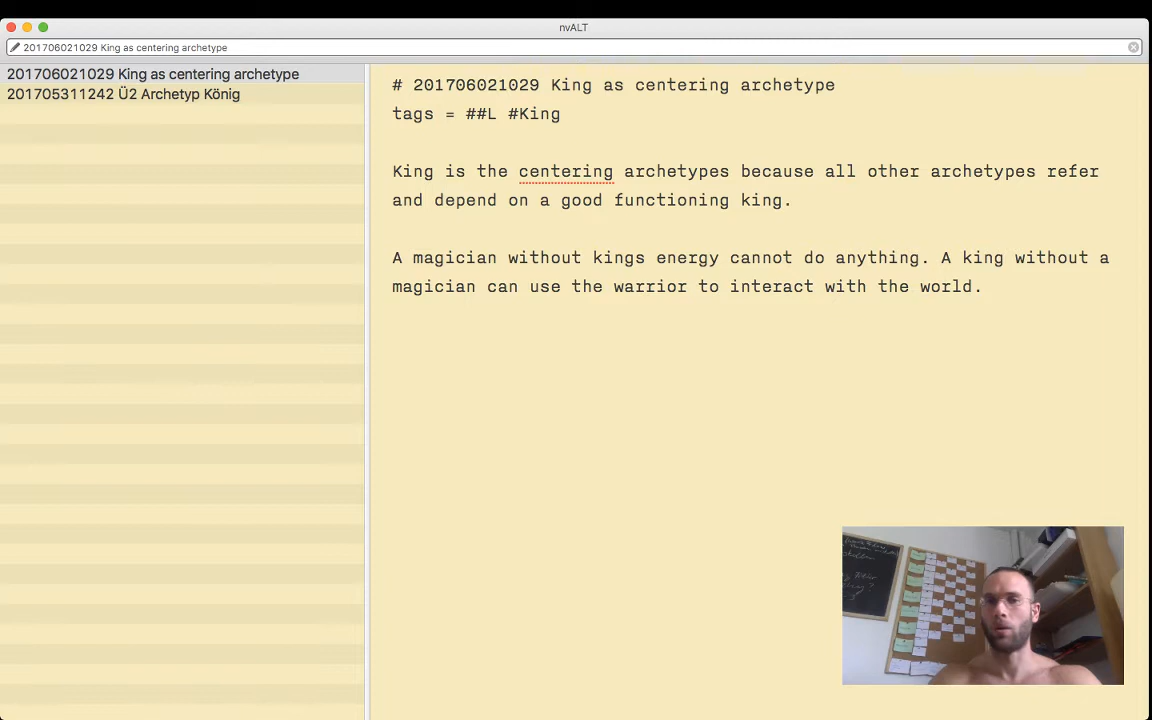 nvALT
201706021029 King as centering archetype
201706021029 King as centering archetype
201705311242 Ü2 Archetyp König
# 201706021029 King as centering archetype
tags = ##L #King
King is the centering archetypes because all other archetypes refer
and depend on a good functioning king.
A magician without kings energy cannot do anything. A king without a
magician can use the warrior to interact with the world.